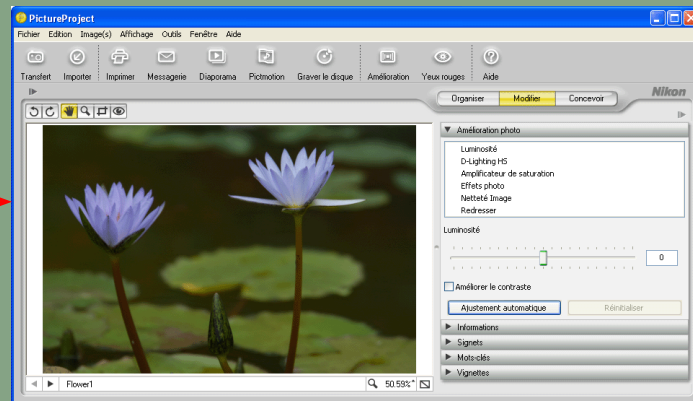 PictureProject
Fichier Edition Image(s) Affichage Outils Fenêtre Aide
Transfert Importer Imprimer Messagerie Diaporama Pictmotion Graver le disque Amélioration Yeux rouges Aide
Organiser Modifier Concevoir Nikon
Amélioration photo
Luminosité
D-Lighting HS
Amplificateur de saturation
Effets photo
Netteté Image
Redresser
Luminosité
0
Améliorer le contraste
Ajustement automatique Réinitialiser
Informations
Signets
Mots-clés
Vignettes
Flower1 50.59%